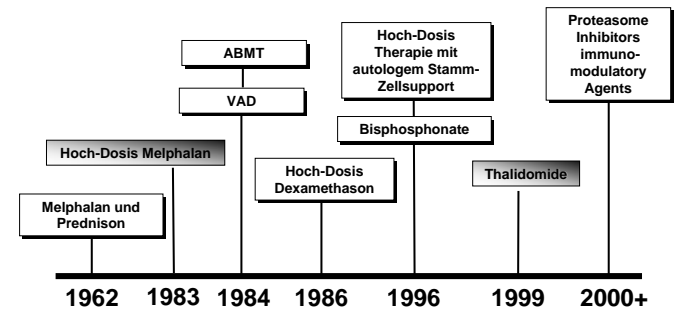 ABMT
VAD
Hoch-Dosis Melphalan
Melphalan und
Prednison
Hoch-Dosis
Dexamethason
Hoch-Dosis
Therapie mit
autologem Stamm-
Zellsupport
Bisphosphonate
Thalidomide
Proteasome
Inhibitors
immuno-
modulatory
Agents
1962 1983 1984 1986 1996 1999 2000+